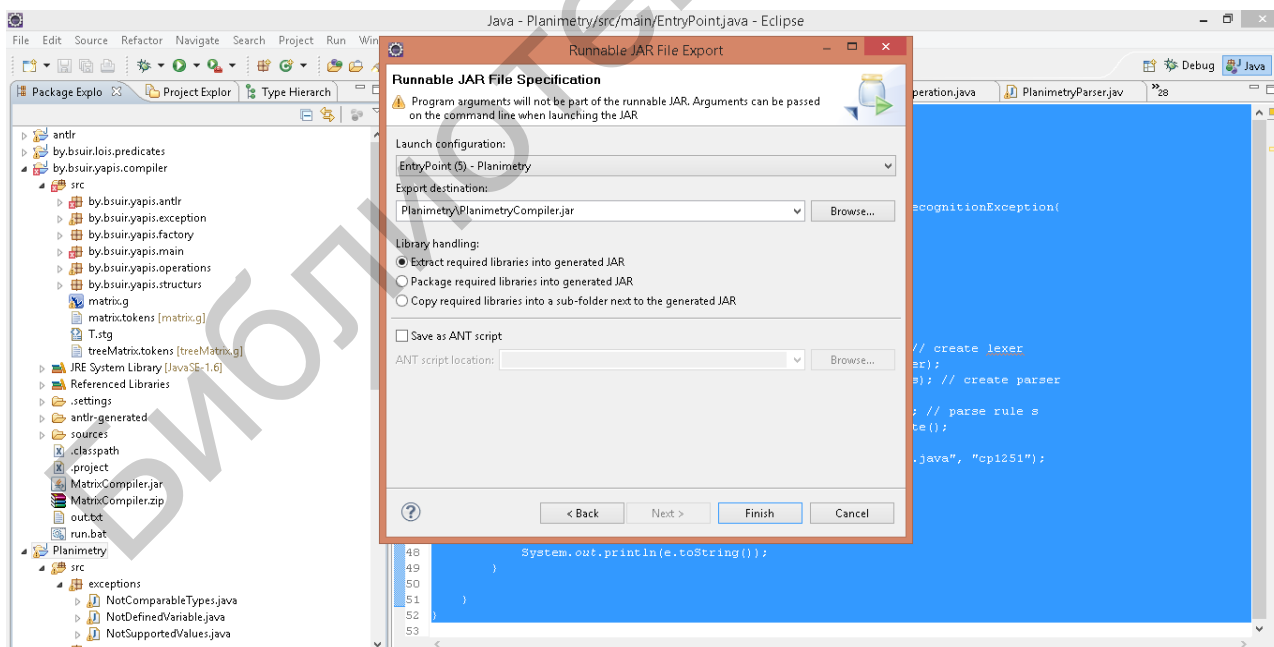 Java - Planimetry/src/main/EntryPoint.java - Eclipse
File Edit Source Refactor Navigate Search Project Run Win
Debug Java
Package Explo Project Explor Type Hierarch
antlr
by.bsuir.lois.predicates
by.bsuir.yapis.compiler
src
by.bsuir.yapis.antlr
by.bsuir.yapis.exception
by.bsuir.yapis.factory
by.bsuir.yapis.main
by.bsuir.yapis.operations
by.bsuir.yapis.structurs
matrix.g
matrix.tokens [matrix.g]
T.stg
treeMatrix.tokens [treeMatrix.g]
JRE System Library [JavaSE-1.6]
Referenced Libraries
.settings
antlr-generated
sources
.classpath
.project
MatrixCompiler.jar
MatrixCompiler.zip
out.txt
run.bat
Planimetry
src
exceptions
NotComparableTypes.java
NotDefinedVariable.java
NotSupportedValues.java
Runnable JAR File Export
Runnable JAR File Specification
Program arguments will not be part of the runnable JAR. Arguments can be passed
on the command line when launching the JAR
Launch configuration:
EntryPoint (5) - Planimetry
Export destination:
Planimetry\PlanimetryCompiler.jar Browse...
Library handling:
Extract required libraries into generated JAR
Package required libraries into generated JAR
Copy required libraries into a sub-folder next to the generated JAR
Save as ANT script
ANT script location: Browse...
? < Back Next > Finish Cancel
peration.java PlanimetryParser.jav »28
ecognitionException{
// create lexer
er);
s); // create parser
; // parse rule s
te();
.java", "cp1251");
48 System.out.println(e.toString());
49 }
50
51 }
52 }
53
Библиоте